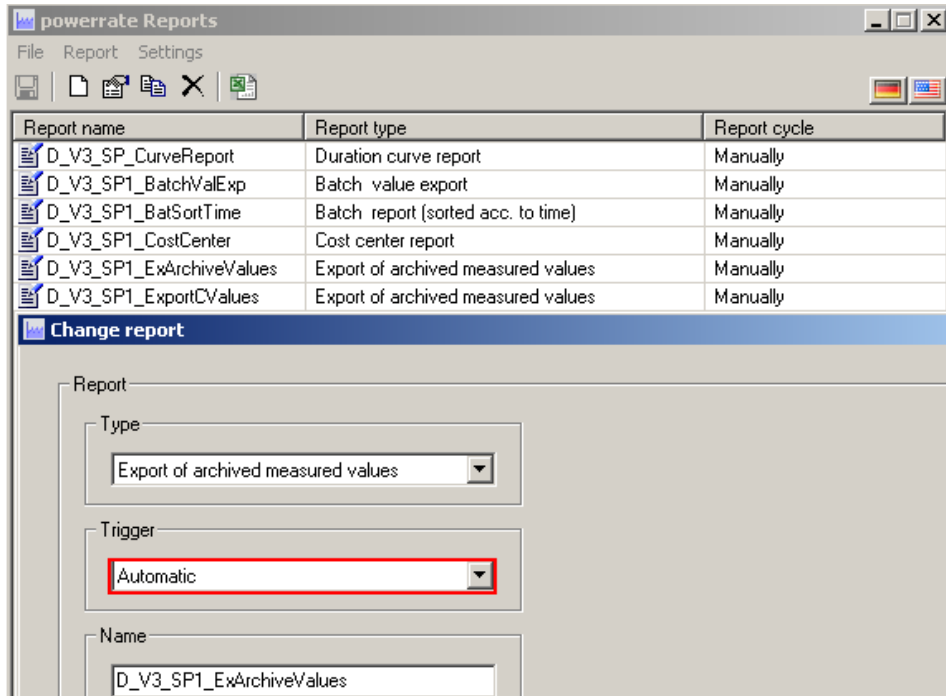 powerrate Reports
File Report Settings
Report name Report type Report cycle
D_V3_SP_CurveReport Duration curve report Manually
D_V3_SP1_BatchValExp Batch value export Manually
D_V3_SP1_BatSortTime Batch report (sorted acc. to time) Manually
D_V3_SP1_CostCenter Cost center report Manually
D_V3_SP1_ExArchiveValues Export of archived measured values Manually
D_V3_SP1_ExportCValues Export of archived measured values Manually
Change report
Report
Type
Export of archived measured values
Trigger
Automatic
Name
D_V3_SP1_ExArchiveValues